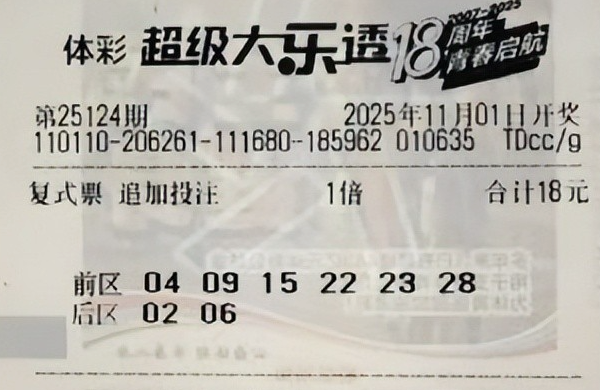 体彩 超级大乐透 18 2007-2025 周年
青春启航
第25124期 2025年11月01日开奖
110110-206261-111680-185962 010635 TDcc/g
复式票 追加投注 1倍 合计18元
前区 04 09 15 22 23 28
后区 02 06